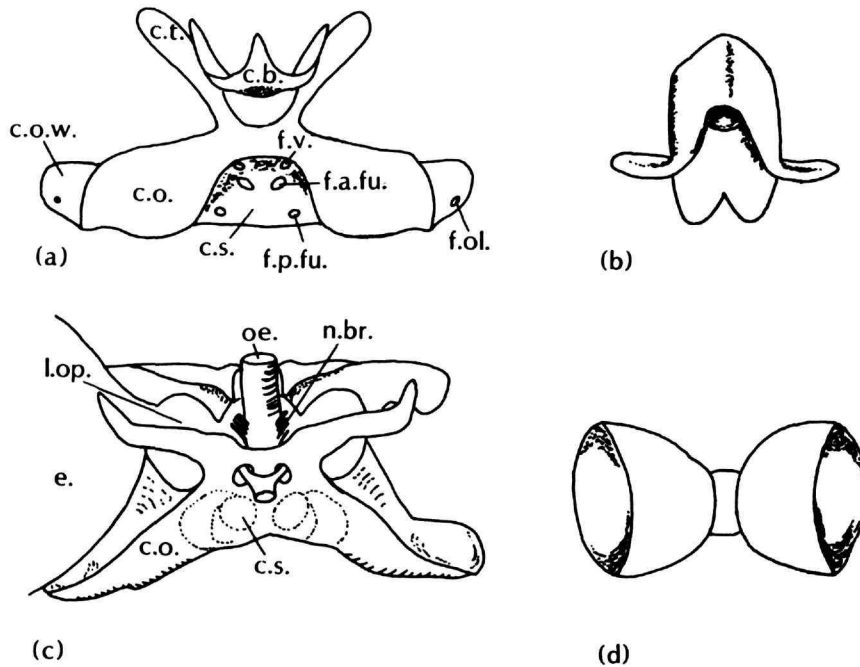 c.t.
c.b.
c.o.w.
f.v.
c.o.
f.a.fu.
c.s.
f.ol.
(a)
f.p.fu.
(b)
oe.
n.br.
l.op.
e.
c.o.
c.s.
(c)
(d)